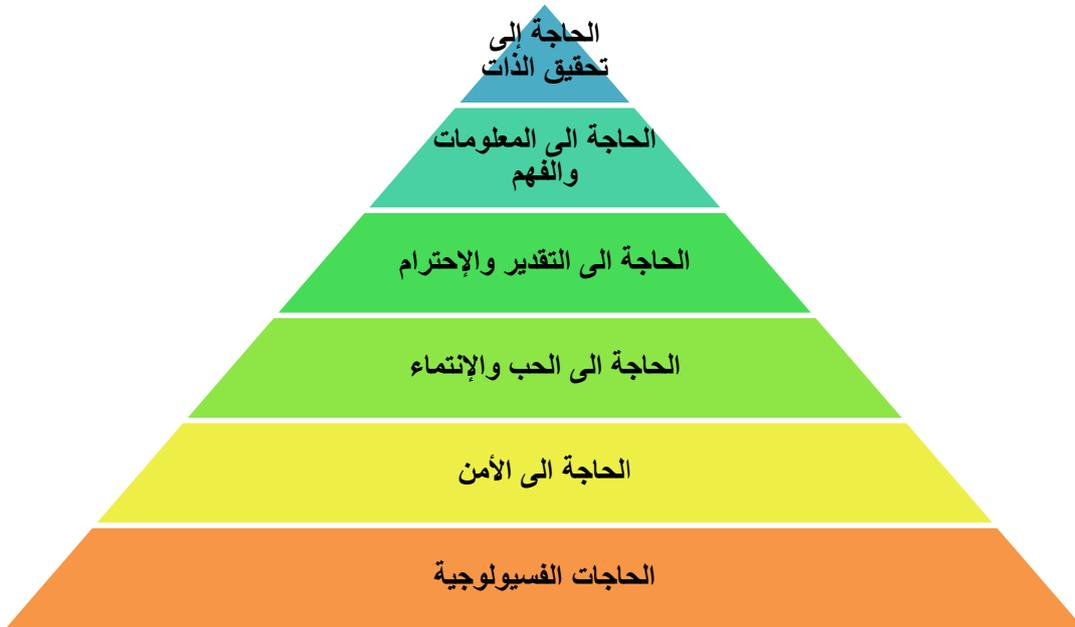 الحاجة إلى
تحقيق الذات
الحاجة الى المعلومات
والفهم
الحاجة الى التقدير والإحترام
الحاجة الى الحب والإنتماء
الحاجة الى الأمن
الحاجات الفسيولوجية